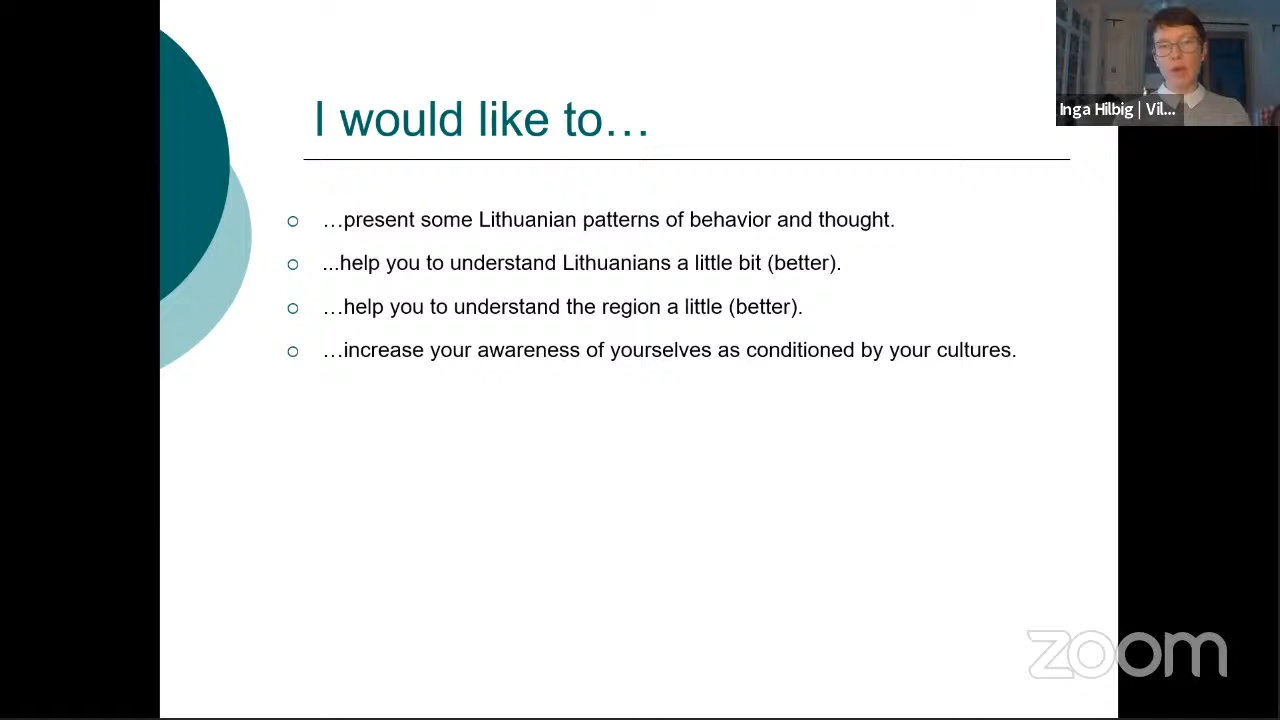 I would like to…
…present some Lithuanian patterns of behavior and thought.
...help you to understand Lithuanians a little bit (better).
…help you to understand the region a little (better).
…increase your awareness of yourselves as conditioned by your cultures.
Inga Hilbig | Vil...
zoom